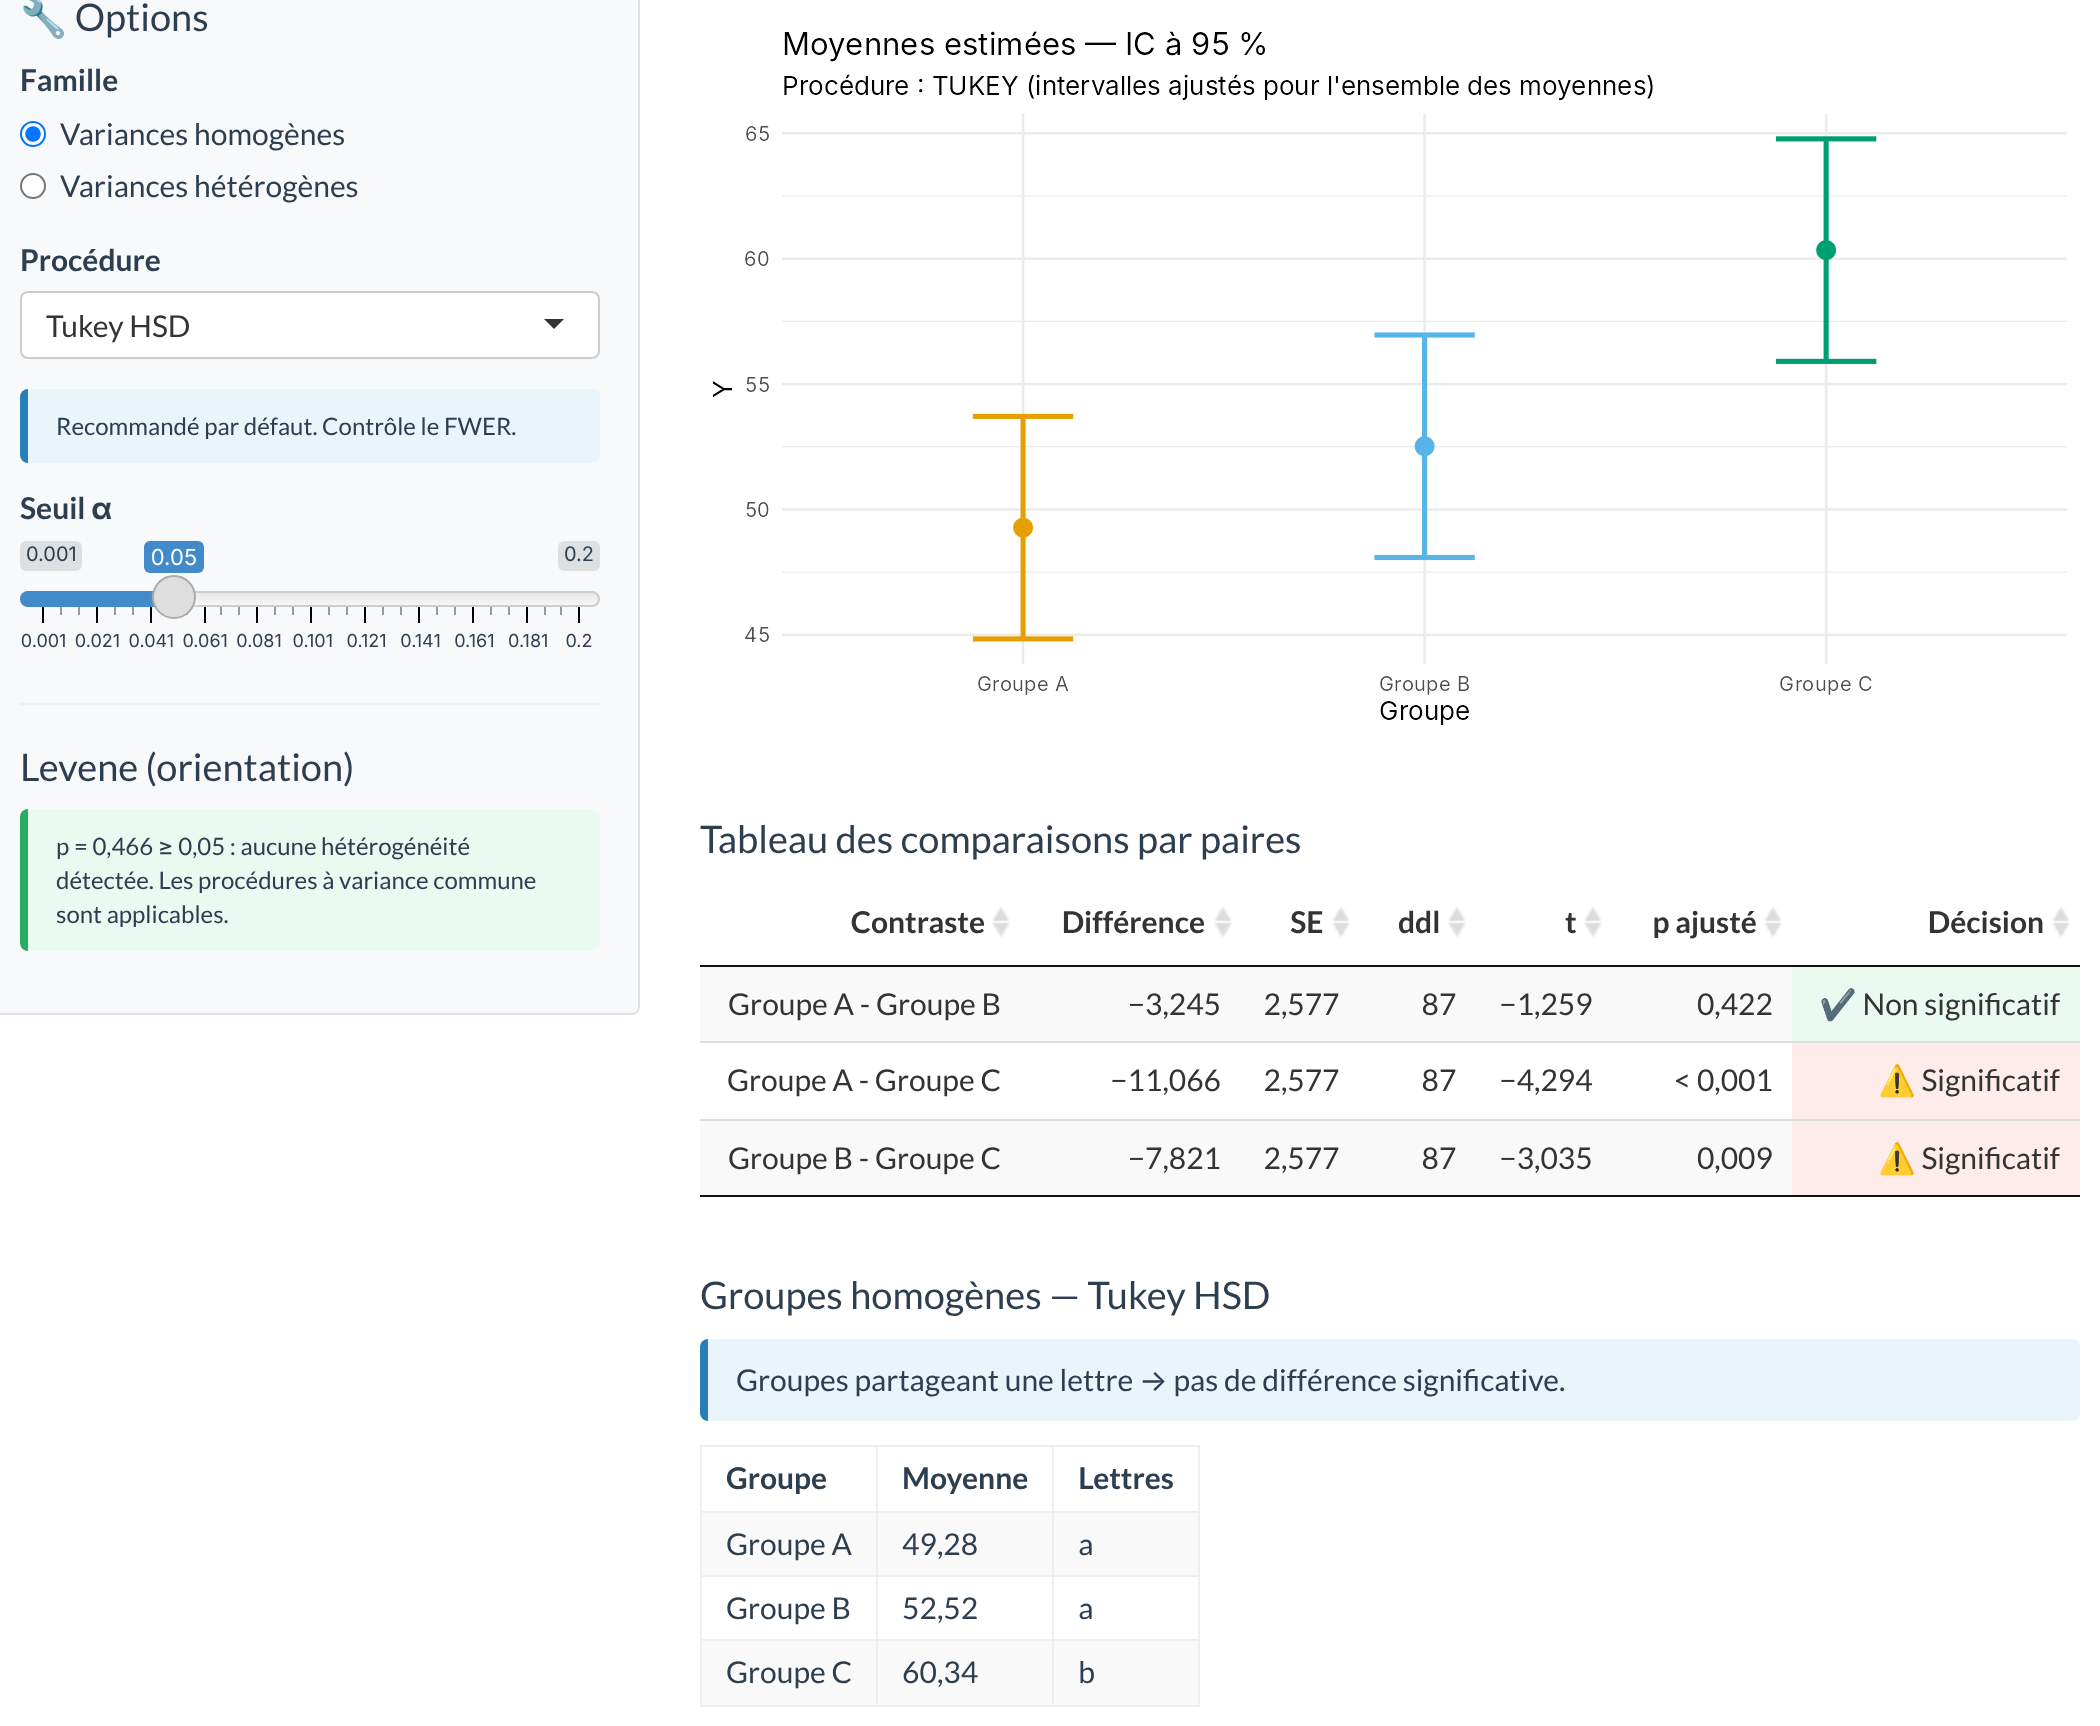 🔧 Options
Famille
Variances homogènes
Variances hétérogènes
Procédure
Tukey HSD
Recommandé par défaut. Contrôle le FWER.
Seuil α
0.001 0.05 0.2
0.001 0.021 0.041 0.061 0.081 0.101 0.121 0.141 0.161 0.181 0.2
Levene (orientation)
p = 0,466 ≥ 0,05 : aucune hétérogénéité
détectée. Les procédures à variance commune
sont applicables.
Moyennes estimées — IC à 95 %
Procédure : TUKEY (intervalles ajustés pour l'ensemble des moyennes)
65
60
55
50
45
Y
Groupe A Groupe B Groupe C
Groupe
Tableau des comparaisons par paires
Contraste Différence SE ddl t p ajusté Décision
Groupe A - Groupe B −3,245 2,577 87 −1,259 0,422 ✔ Non significatif
Groupe A - Groupe C −11,066 2,577 87 −4,294 < 0,001 ⚠️ Significatif
Groupe B - Groupe C −7,821 2,577 87 −3,035 0,009 ⚠️ Significatif
Groupes homogènes — Tukey HSD
Groupes partageant une lettre → pas de différence significative.
Groupe Moyenne Lettres
Groupe A 49,28 a
Groupe B 52,52 a
Groupe C 60,34 b